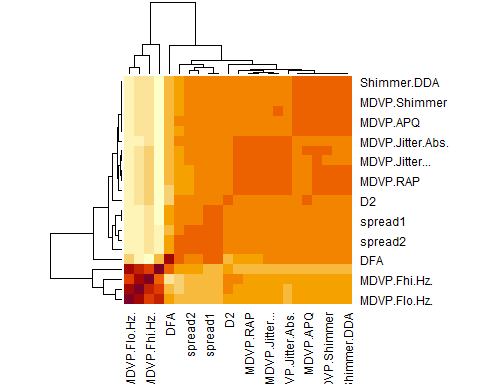 Shimmer.DDA
MDVP.Shimmer
MDVP.APQ
MDVP.Jitter.Abs.
MDVP.Jitter...
MDVP.RAP
D2
spread1
spread2
DFA
MDVP.Fhi.Hz.
MDVP.Flo.Hz.
MDVP.Flo.Hz.
MDVP.Fhi.Hz.
DFA
spread2
spread1
D2
MDVP.RAP
MDVP.Jitter...
VP.Jitter.Abs.
MDVP.APQ
DVP.Shimmer
Shimmer.DDA